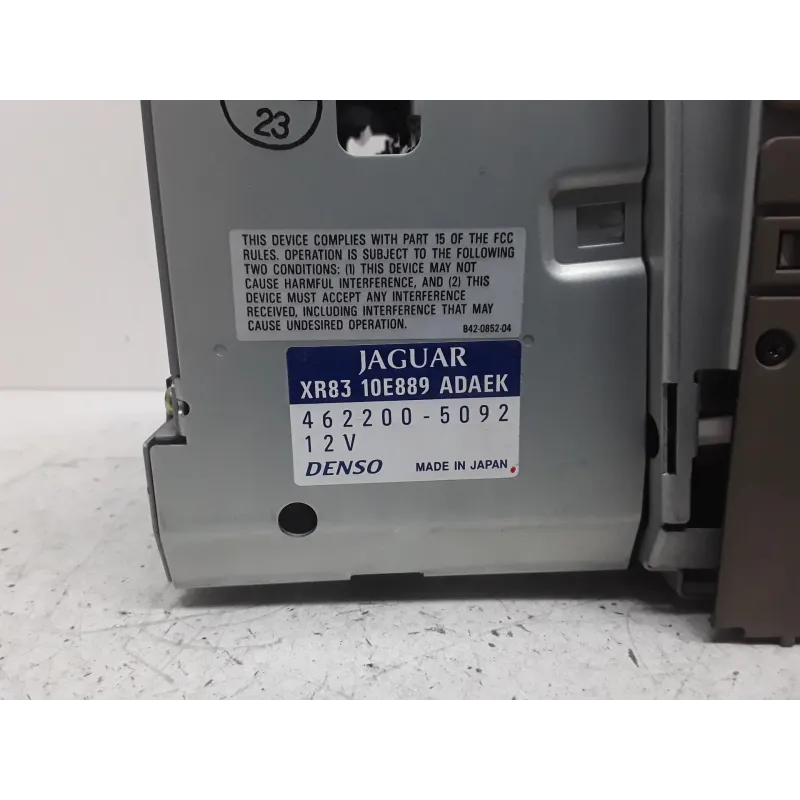 23
THIS DEVICE COMPLIES WITH PART 15 OF THE FCC
RULES. OPERATION IS SUBJECT TO THE FOLLOWING
TWO CONDITIONS: (1) THIS DEVICE MAY NOT
CAUSE HARMFUL INTERFERENCE, AND (2) THIS
DEVICE MUST ACCEPT ANY INTERFERENCE
RECEIVED, INCLUDING INTERFERENCE THAT MAY
CAUSE UNDESIRED OPERATION.
B42-0852-04
JAGUAR
XR83 10E889 ADAEK
462200-5092
12V
DENSO MADE IN JAPAN